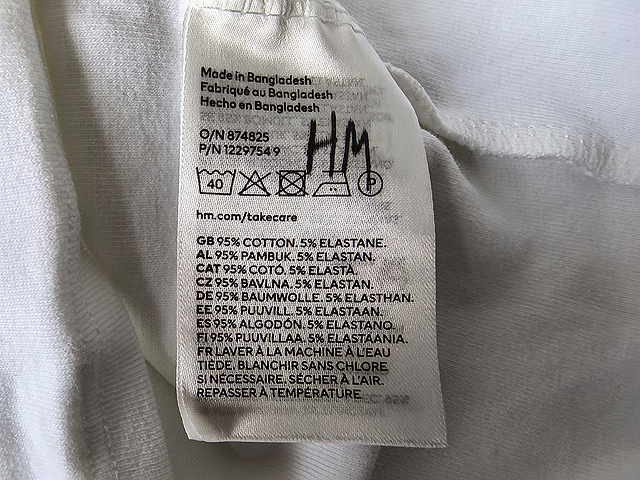 Made in Bangladesh
Fabriqué au Bangladesh
Hecho en Bangladesh
O/N 874825
P/N 1229754 9
HM
40
P
hm.com/takecare
GB 95% COTTON. 5% ELASTANE.
AL 95% PAMBUK. 5% ELASTAN.
CAT 95% COTÓ. 5% ELASTÀ.
CZ 95% BAVLNA. 5% ELASTAN.
DE 95% BAUMWOLLE. 5% ELASTHAN.
EE 95% PUUVILL. 5% ELASTAAN.
ES 95% ALGODÓN. 5% ELASTANO.
FI 95% PUUVILLAA. 5% ELASTAANIA.
FR LAVER À LA MACHINE À L'EAU
TIÈDE. BLANCHIR SANS CHLORE
SI NÉCESSAIRE. SÉCHER À L'AIR.
REPASSER À TEMPÉRATURE